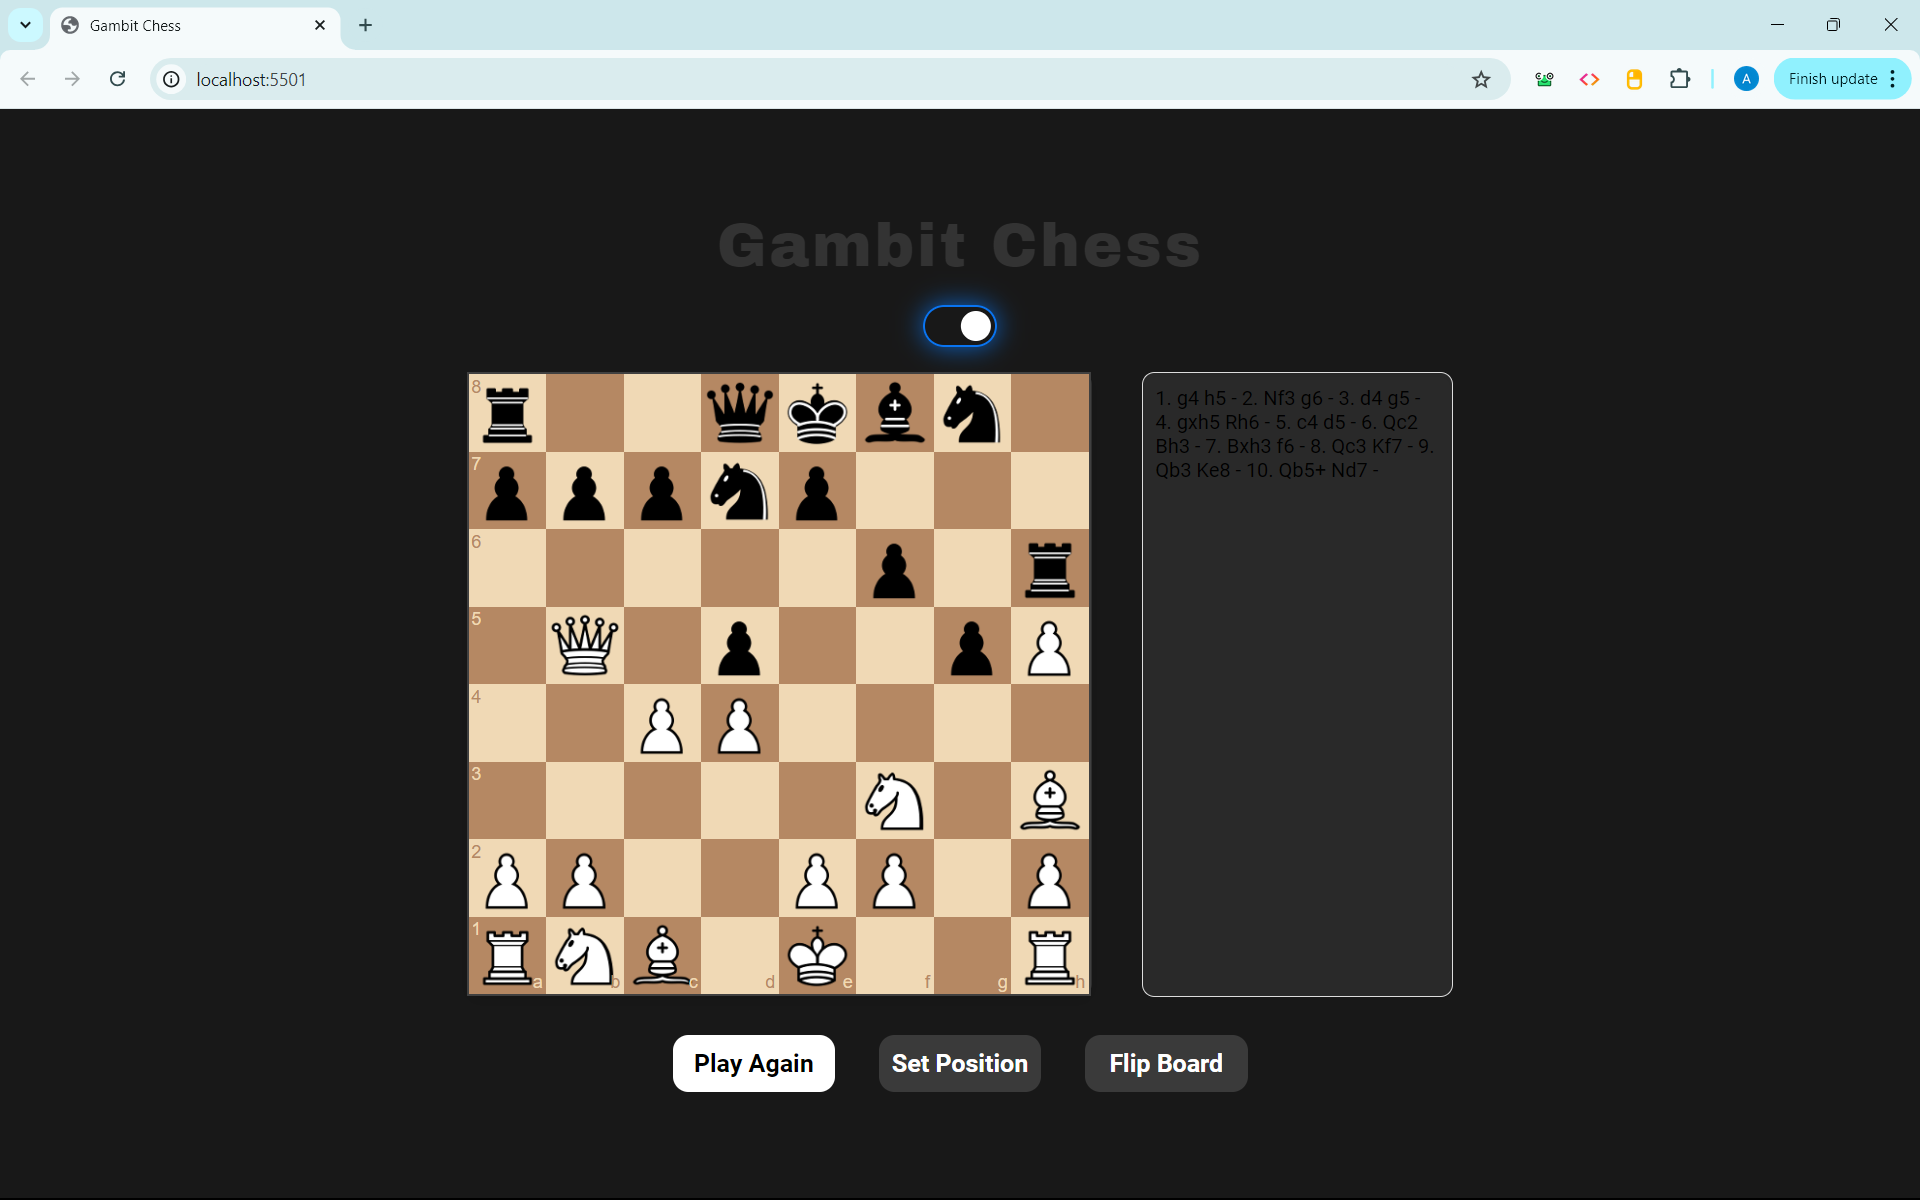 Gambit Chess
localhost:5501
A
Finish update
Gambit Chess
8
7
6
5
4
3
2
1
a b c d e f g h
1. g4 h5 - 2. Nf3 g6 - 3. d4 g5 -
4. gxh5 Rh6 - 5. c4 d5 - 6. Qc2
Bh3 - 7. Bxh3 f6 - 8. Qc3 Kf7 - 9.
Qb3 Ke8 - 10. Qb5+ Nd7 -
Play Again
Set Position
Flip Board